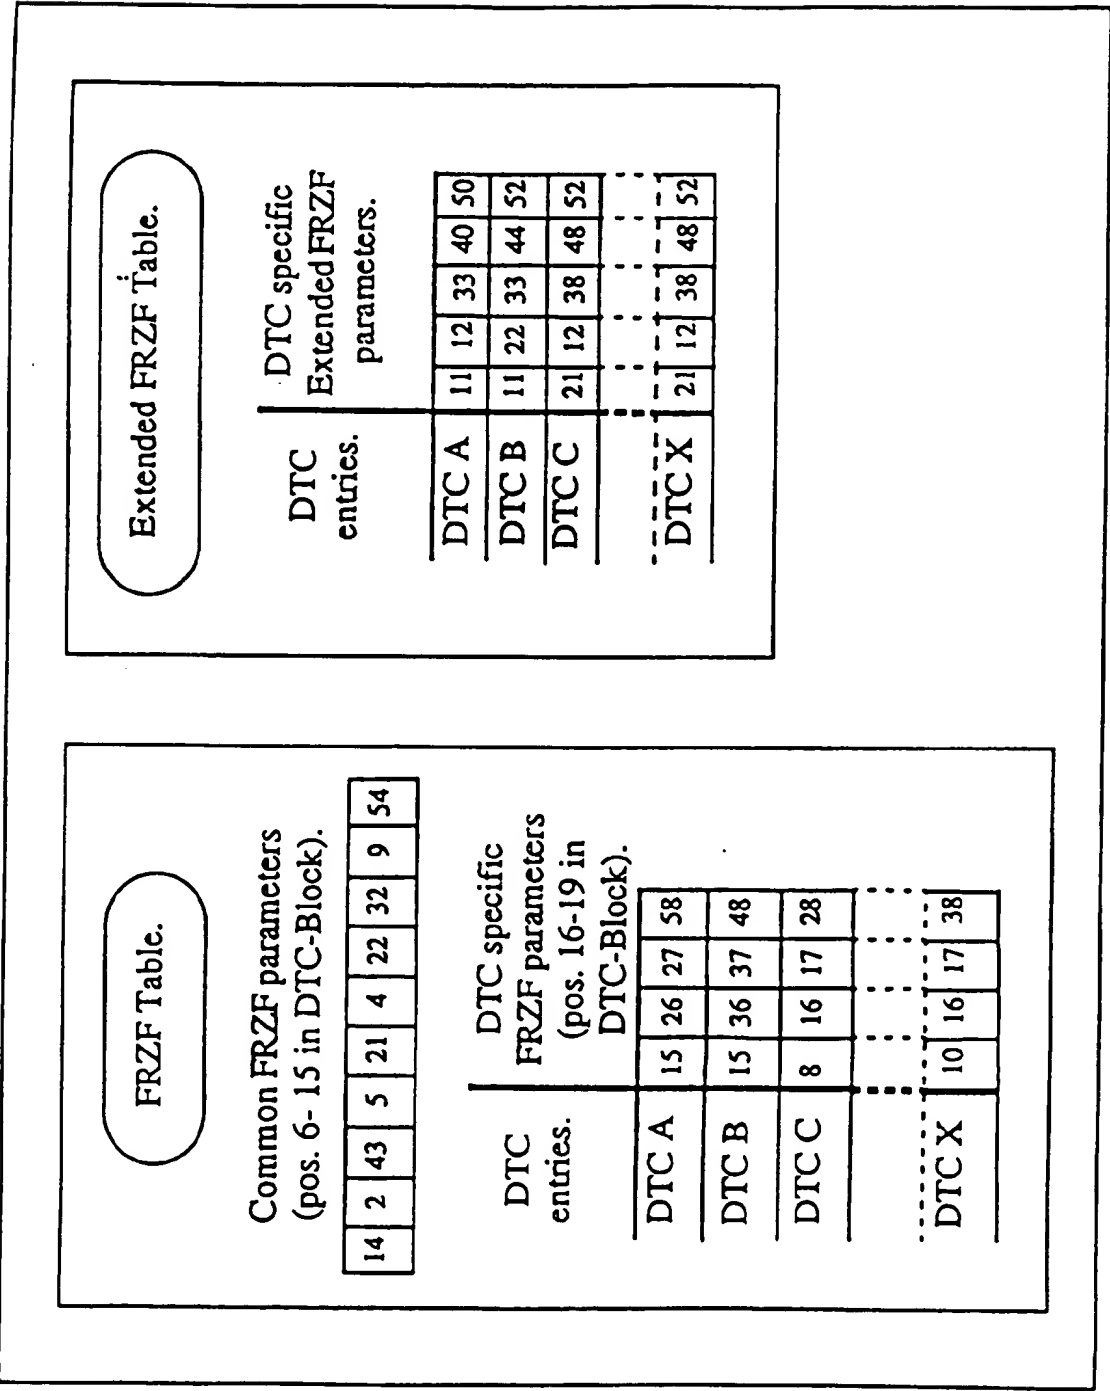 FRZF Table.
Common FRZF parameters
(pos. 6- 15 in DTC-Block).
14 2 43 5 21 4 22 32 9 54
DTC entries.
DTC specific
FRZF parameters
(pos. 16-19 in
DTC-Block).
DTC A 15 26 27 58
DTC B 15 36 37 48
DTC C 8 16 17 28
DTC X 10 16 17 38
Extended FRZF Table.
DTC entries.
DTC specific
Extended FRZF
parameters.
DTC A 11 12 33 40 50
DTC B 11 22 33 44 52
DTC C 21 12 38 48 52
DTC X 21 12 38 48 52